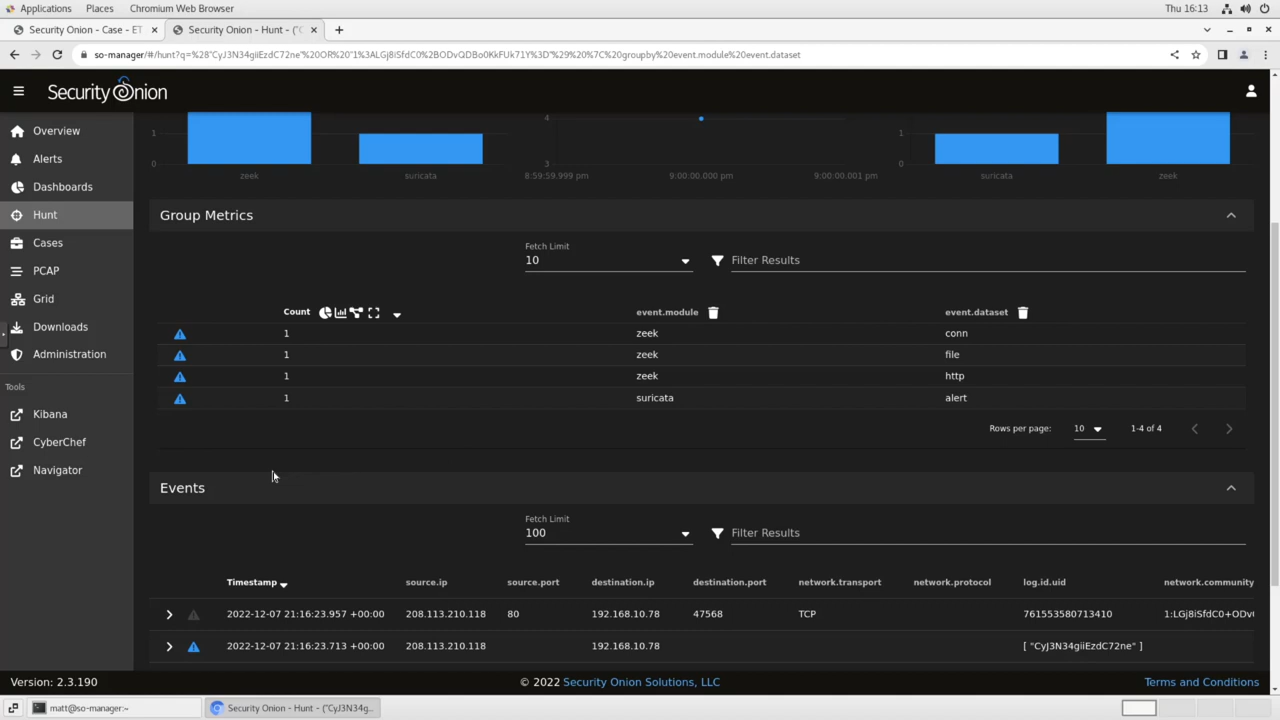 Applications Places Chromium Web Browser Thu 16:13
Security Onion - Case - ET Security Onion - Hunt - ("C
so-manager/#/hunt?q=%28"CyJ3N34giiEzdC72ne"%20OR%20"1%3ALGj8iSfdC0%2BODvQDBo0KkFUk71Y%3D"%29%20%7C%20groupby%20event.module%20event.dataset
Security Onion
Overview
Alerts
Dashboards
Hunt
Cases
PCAP
Grid
Downloads
Administration
Tools
Kibana
CyberChef
Navigator
1
0
zeek suricata
4
3
8:59:59.999 pm 9:00:00.000 pm 9:00:00.001 pm
1
0
suricata zeek
Group Metrics
Fetch Limit
10 Filter Results
Count event.module event.dataset
1 zeek conn
1 zeek file
1 zeek http
1 suricata alert
Rows per page: 10 1-4 of 4
Events
Fetch Limit
100 Filter Results
Timestamp source.ip source.port destination.ip destination.port network.transport network.protocol log.id.uid network.community
2022-12-07 21:16:23.957 +00:00 208.113.210.118 80 192.168.10.78 47568 TCP 761553580713410 1:LGj8iSfdC0+ODv
2022-12-07 21:16:23.713 +00:00 208.113.210.118 192.168.10.78 [ "CyJ3N34giiEzdC72ne" ]
Version: 2.3.190 © 2022 Security Onion Solutions, LLC Terms and Conditions
matt@so-manager:~ Security Onion - Hunt - ("CyJ3N34g...